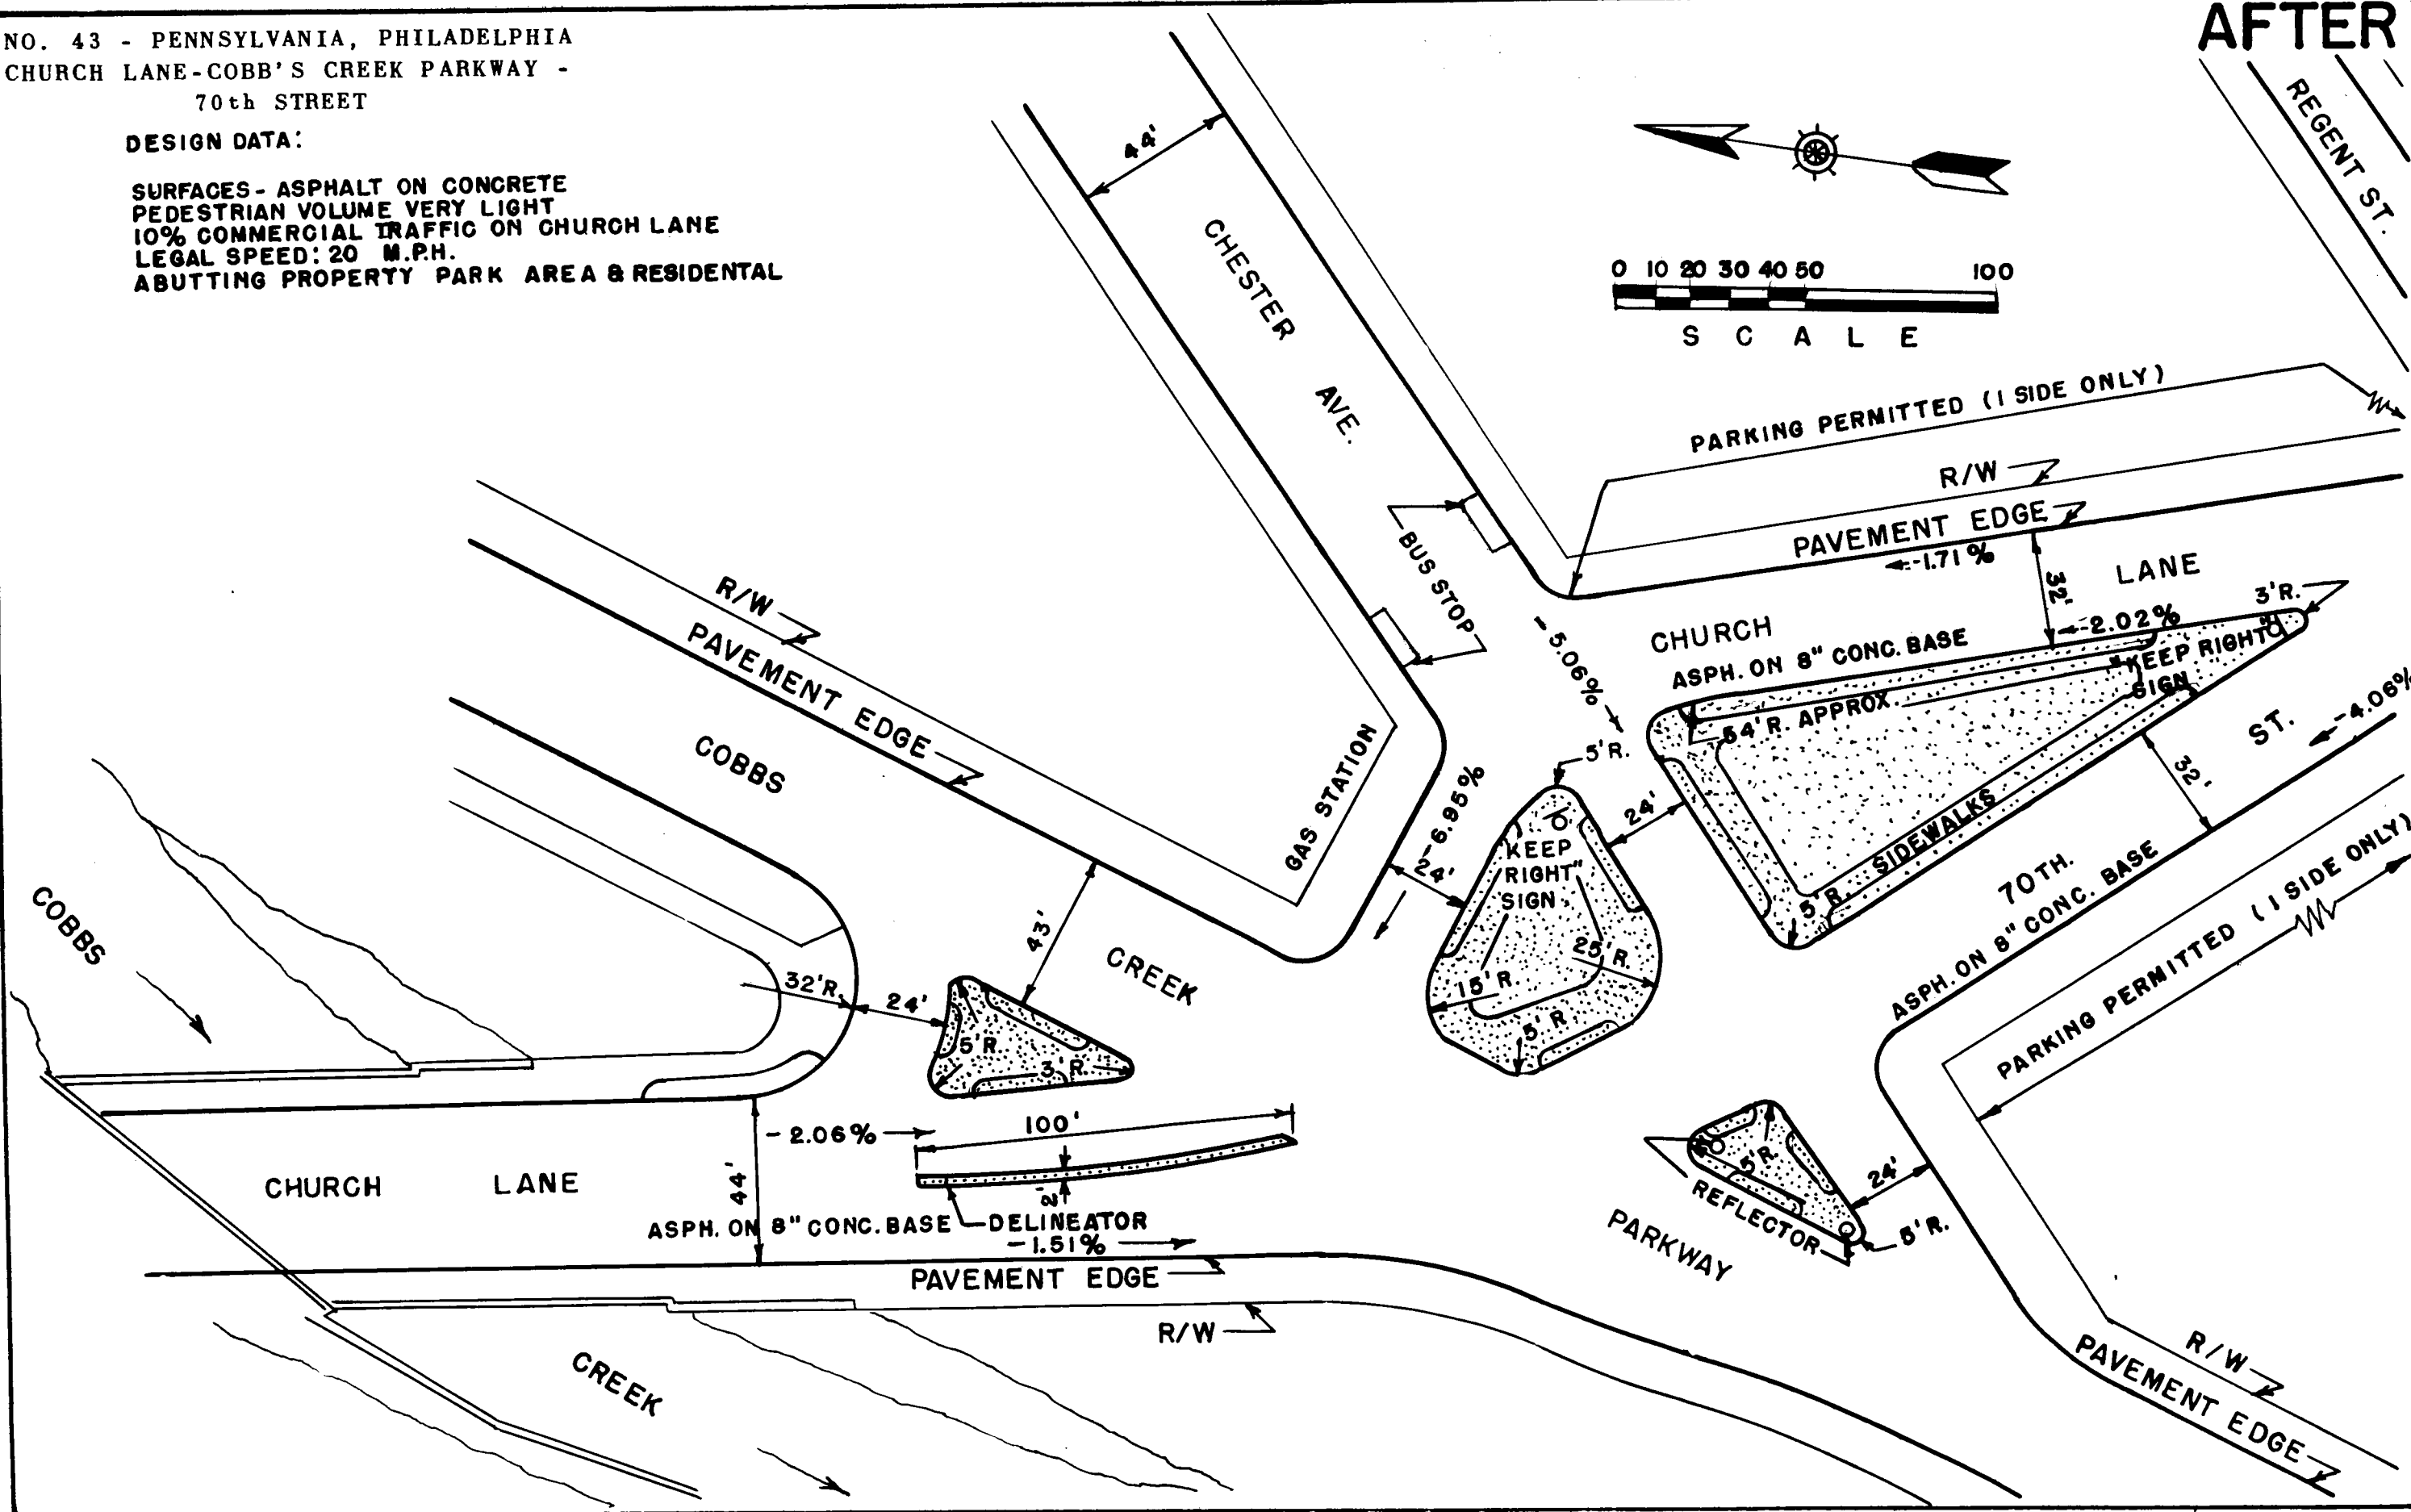 AFTER
NO. 43 - PENNSYLVANIA, PHILADELPHIA
CHURCH LANE-COBB'S CREEK PARKWAY -
70th STREET
DESIGN DATA:
SURFACES - ASPHALT ON CONCRETE
PEDESTRIAN VOLUME VERY LIGHT
10% COMMERCIAL TRAFFIC ON CHURCH LANE
LEGAL SPEED: 20 M.P.H.
ABUTTING PROPERTY PARK AREA & RESIDENTAL
44'
CHESTER
AVE.
REGENT ST.
0 10 20 30 40 50 100
SCALE
PARKING PERMITTED (1 SIDE ONLY)
R/W
PAVEMENT EDGE
-1.71%
32'
CHURCH
LANE
ASPH. ON 8" CONC. BASE
-2.02%
3'R.
"KEEP RIGHT"
SIGN
54'R. APPROX.
BUS STOP
-5.06%
5'R.
24'
SIDEWALKS
5'R.
-4.06%
ST.
32'
70TH.
ASPH. ON 8" CONC. BASE
PARKING PERMITTED (1 SIDE ONLY)
R/W
PAVEMENT EDGE
GAS STATION
-6.95%
24'
"KEEP
RIGHT"
SIGN
25'R.
15'R.
5'R.
COBBS
CREEK
43'
32'R.
24'
5'R.
3'R.
COBBS
-2.06%
100'
44'
2'
CHURCH LANE
ASPH. ON 8" CONC. BASE
DELINEATOR
-1.51%
PAVEMENT EDGE
R/W
CREEK
5'R.
24'
REFLECTOR
5'R.
PARKWAY
R/W
PAVEMENT EDGE